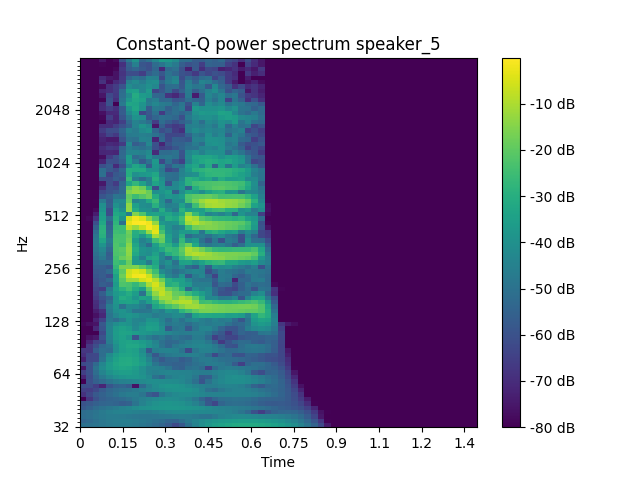 Constant-Q power spectrum speaker_5
Hz
2048
1024
512
256
128
64
32
0 0.15 0.3 0.45 0.6 0.75 0.9 1.1 1.2 1.4
Time
-10 dB
-20 dB
-30 dB
-40 dB
-50 dB
-60 dB
-70 dB
-80 dB